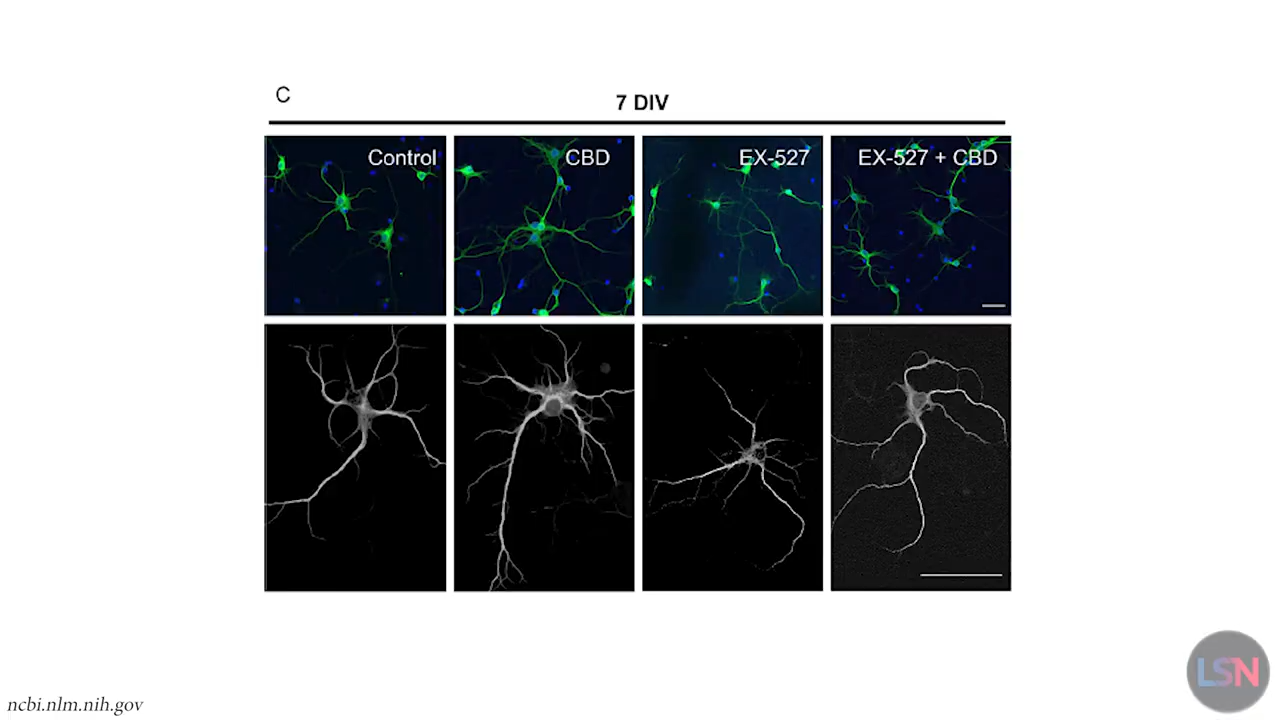 C
7 DIV
Control
CBD
EX-527
EX-527 + CBD
ncbi.nlm.nih.gov
LSN